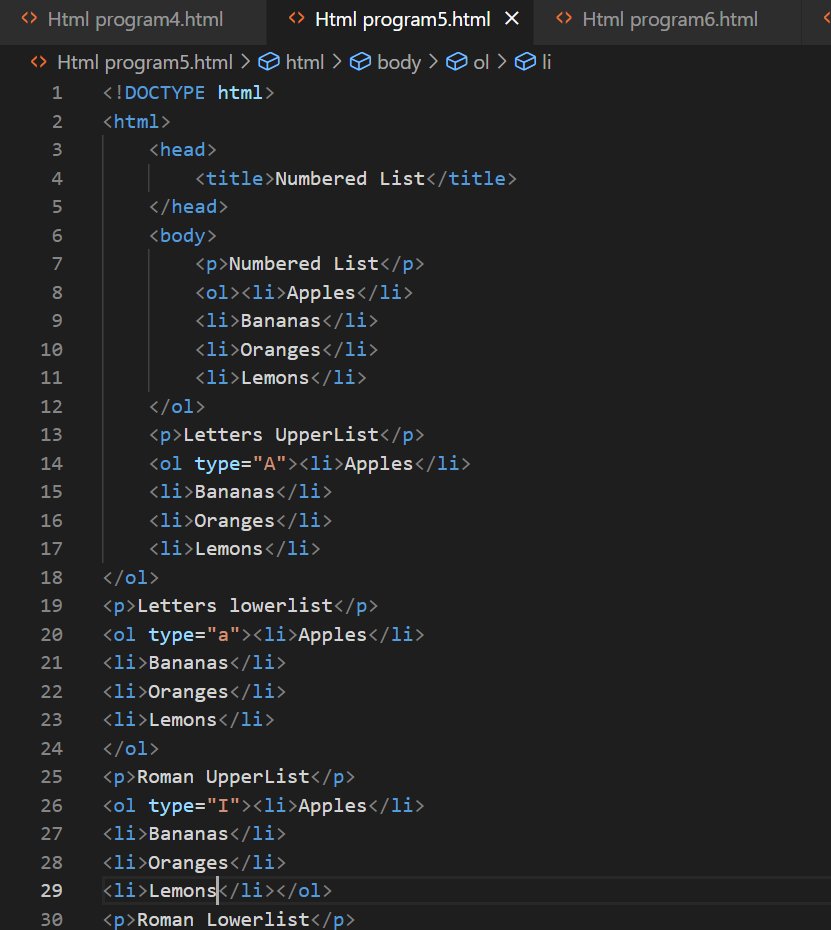 Html program4.html Html program5.html × Html program6.html
Html program5.html > html > body > ol > li
1 <!DOCTYPE html>
2 <html>
3 <head>
4 <title>Numbered List</title>
5 </head>
6 <body>
7 <p>Numbered List</p>
8 <ol><li>Apples</li>
9 <li>Bananas</li>
10 <li>Oranges</li>
11 <li>Lemons</li>
12 </ol>
13 <p>Letters UpperList</p>
14 <ol type="A"><li>Apples</li>
15 <li>Bananas</li>
16 <li>Oranges</li>
17 <li>Lemons</li>
18 </ol>
19 <p>Letters lowerlist</p>
20 <ol type="a"><li>Apples</li>
21 <li>Bananas</li>
22 <li>Oranges</li>
23 <li>Lemons</li>
24 </ol>
25 <p>Roman UpperList</p>
26 <ol type="I"><li>Apples</li>
27 <li>Bananas</li>
28 <li>Oranges</li>
29 <li>Lemons</li></ol>
30 <p>Roman Lowerlist</p>